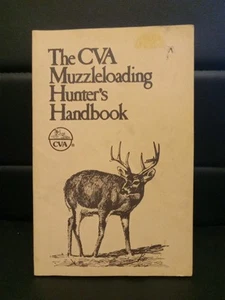 The CVA
Muzzleloading
Hunter's
Handbook
CVA